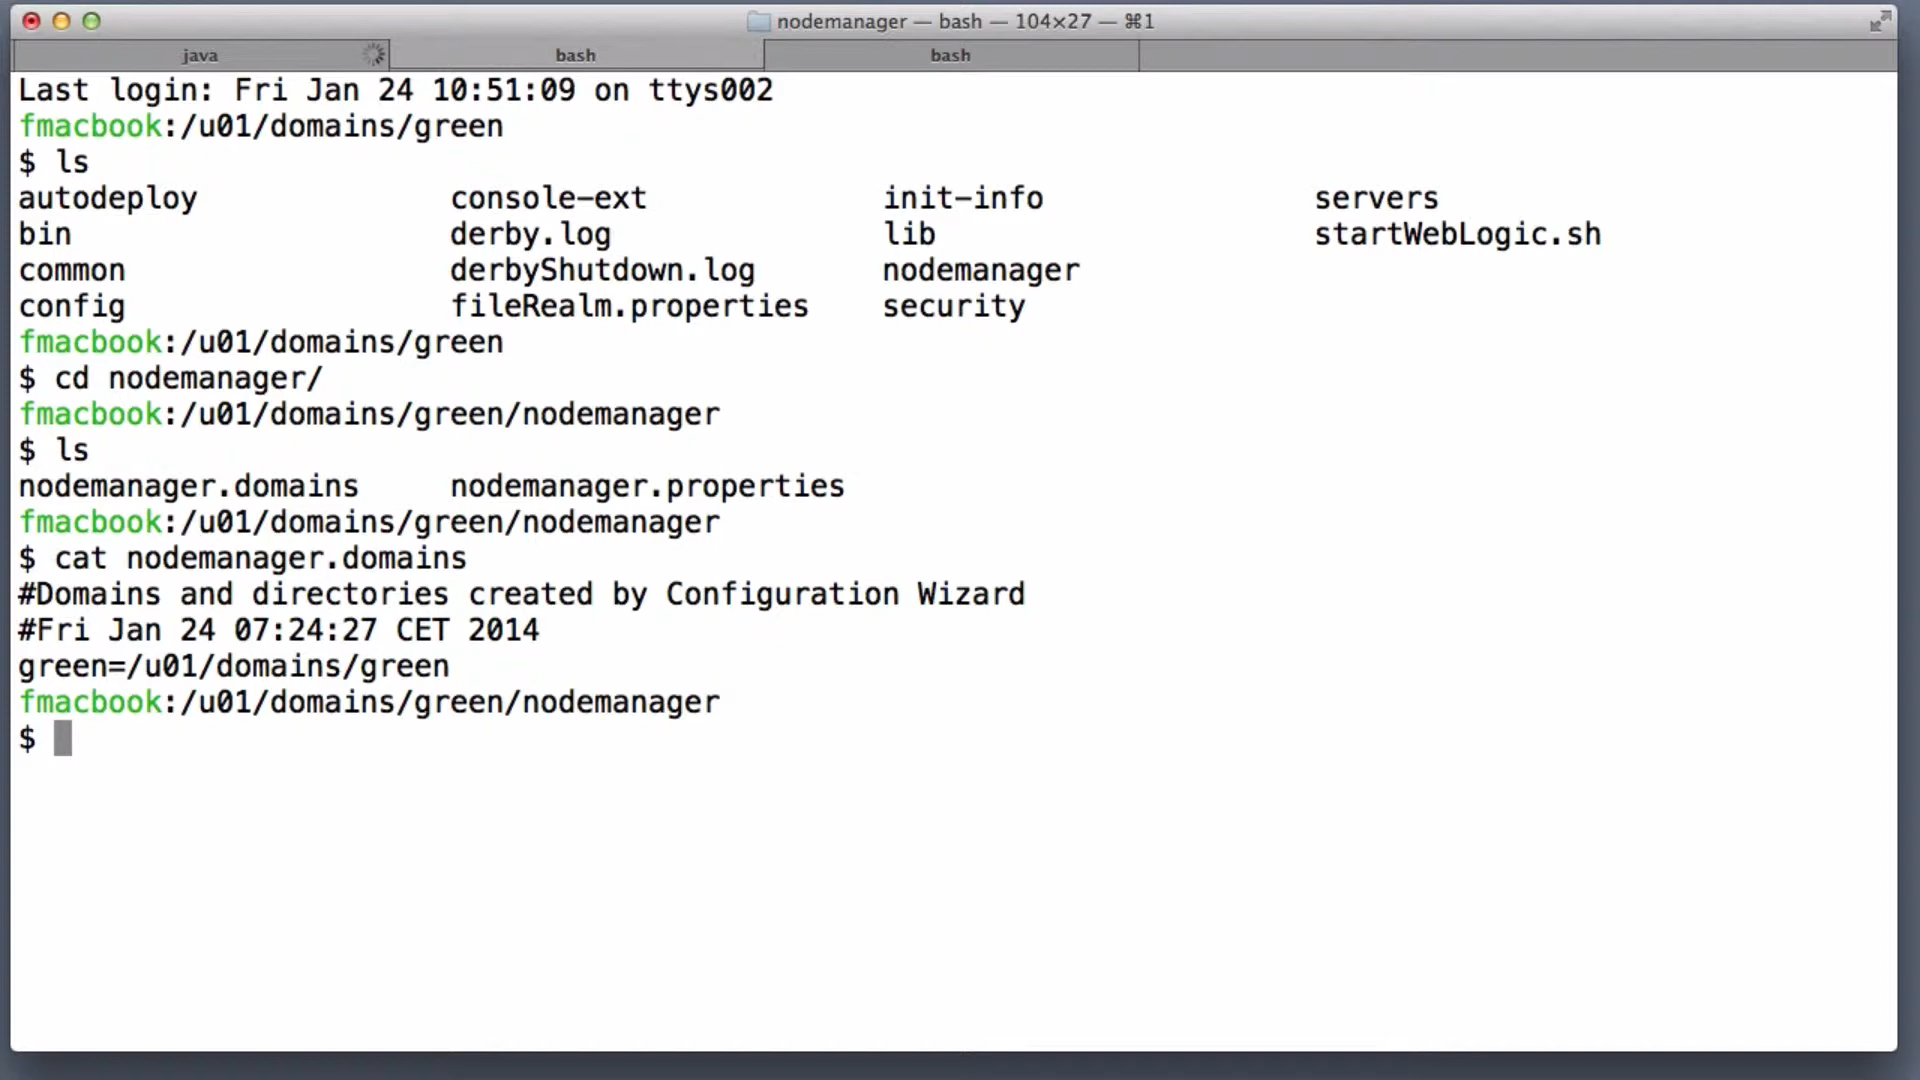 nodemanager — bash — 104×27 — ⌘1
java bash bash
Last login: Fri Jan 24 10:51:09 on ttys002
fmacbook:/u01/domains/green
$ ls
autodeploy console-ext init-info servers
bin derby.log lib startWebLogic.sh
common derbyShutdown.log nodemanager
config fileRealm.properties security
fmacbook:/u01/domains/green
$ cd nodemanager/
fmacbook:/u01/domains/green/nodemanager
$ ls
nodemanager.domains nodemanager.properties
fmacbook:/u01/domains/green/nodemanager
$ cat nodemanager.domains
#Domains and directories created by Configuration Wizard
#Fri Jan 24 07:24:27 CET 2014
green=/u01/domains/green
fmacbook:/u01/domains/green/nodemanager
$